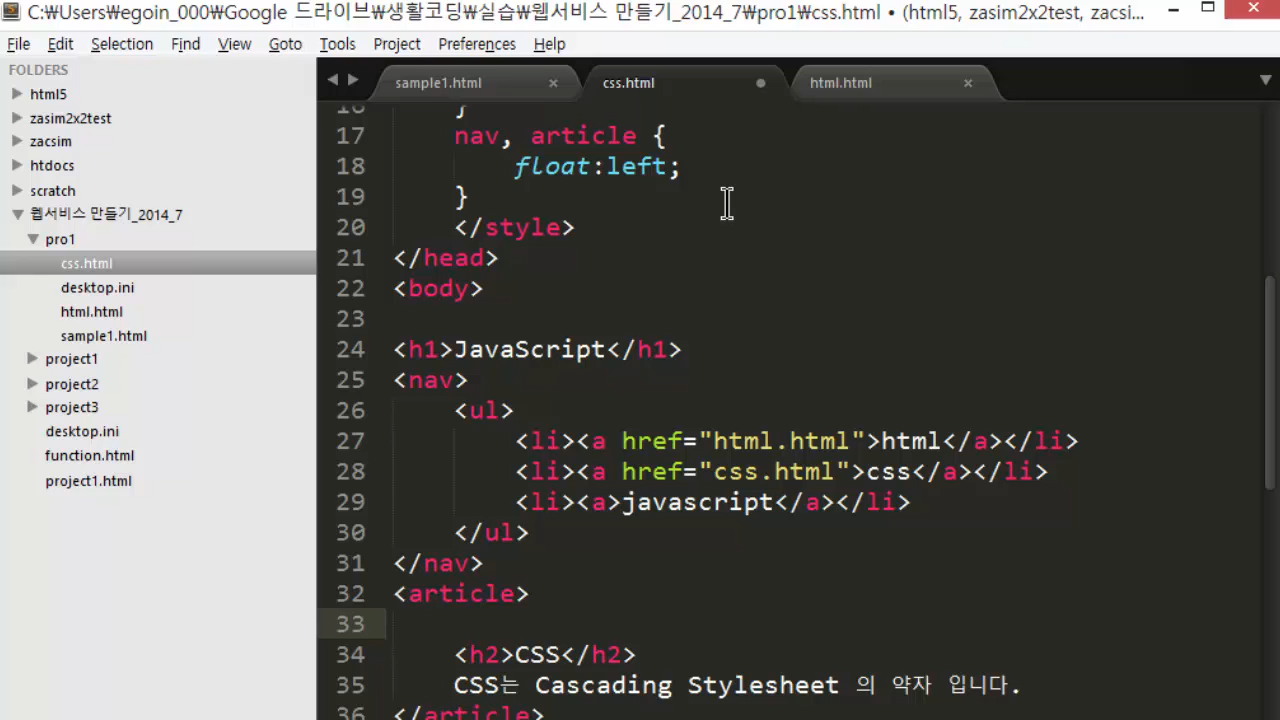 C:₩Users₩egoin_000₩Google 드라이브₩생활코딩₩실습₩웹서비스 만들기_2014_7₩pro1₩css.html • (html5, zasim2x2test, zacsi...
File Edit Selection Find View Goto Tools Project Preferences Help
FOLDERS
html5
zasim2x2test
zacsim
htdocs
scratch
웹서비스 만들기_2014_7
pro1
css.html
desktop.ini
html.html
sample1.html
project1
project2
project3
desktop.ini
function.html
project1.html
sample1.html × css.html html.html ×
16 }
17 nav, article {
18 float:left;
19 }
20 </style>
21 </head>
22 <body>
23
24 <h1>JavaScript</h1>
25 <nav>
26 <ul>
27 <li><a href="html.html">html</a></li>
28 <li><a href="css.html">css</a></li>
29 <li><a>javascript</a></li>
30 </ul>
31 </nav>
32 <article>
33
34 <h2>CSS</h2>
35 CSS는 Cascading Stylesheet 의 약자 입니다.
36 </article>